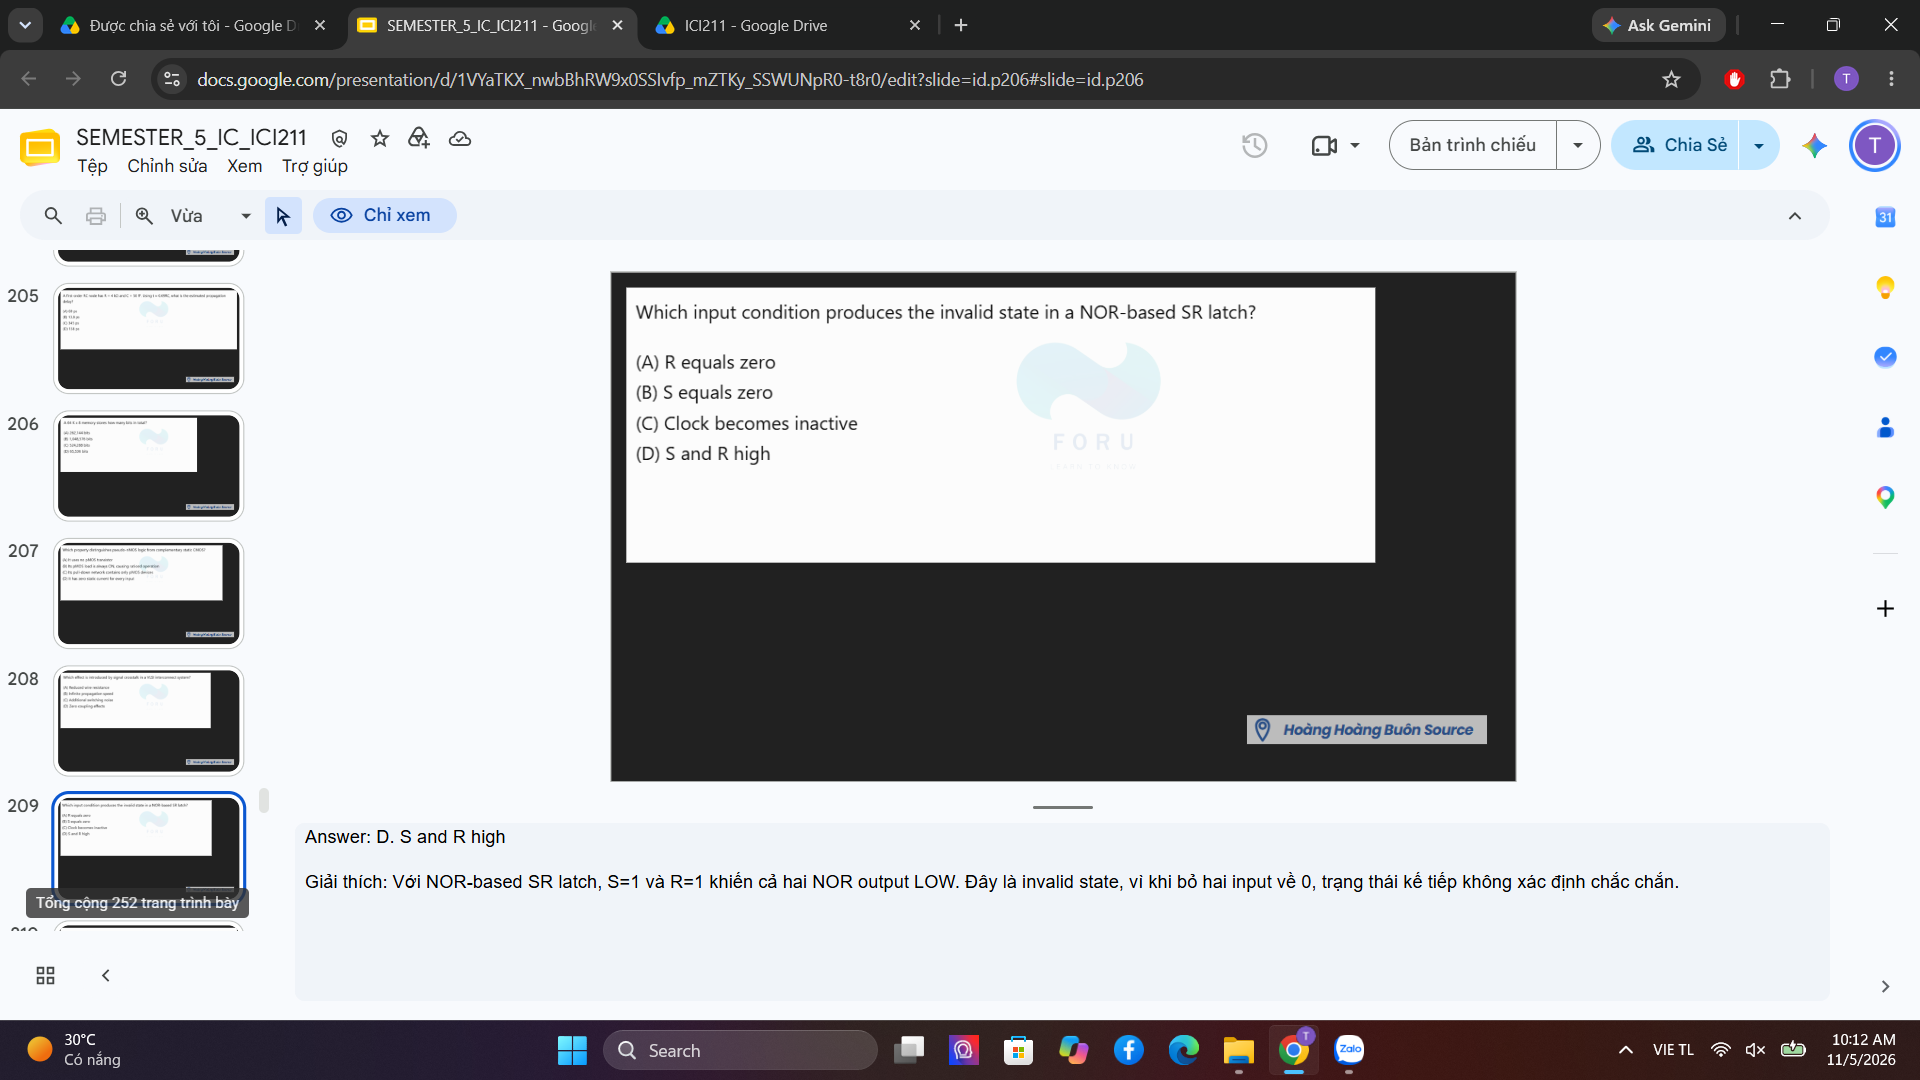 Được chia sẻ với tôi - Google D
SEMESTER_5_IC_ICI211 - Google
ICI211 - Google Drive
Ask Gemini
docs.google.com/presentation/d/1VYaTKX_nwbBhRW9x0SSIvfp_mZTKy_SSWUNpR0-t8r0/edit?slide=id.p206#slide=id.p206
T
SEMESTER_5_IC_ICI211
Tệp Chỉnh sửa Xem Trợ giúp
Bản trình chiếu
Chia Sẻ
T
Vừa
Chỉ xem
31
205
206
207
208
209
Tổng cộng 252 trang trình bày
Which input condition produces the invalid state in a NOR-based SR latch?
(A) R equals zero
(B) S equals zero
(C) Clock becomes inactive
(D) S and R high
FORU
Hoàng Hoàng Buôn Source
Answer: D. S and R high
Giải thích: Với NOR-based SR latch, S=1 và R=1 khiến cả hai NOR output LOW. Đây là invalid state, vì khi bỏ hai input về 0, trạng thái kế tiếp không xác định chắc chắn.
30°C
Có nắng
Search
T
Zalo
VIE TL
10:12 AM
11/5/2026